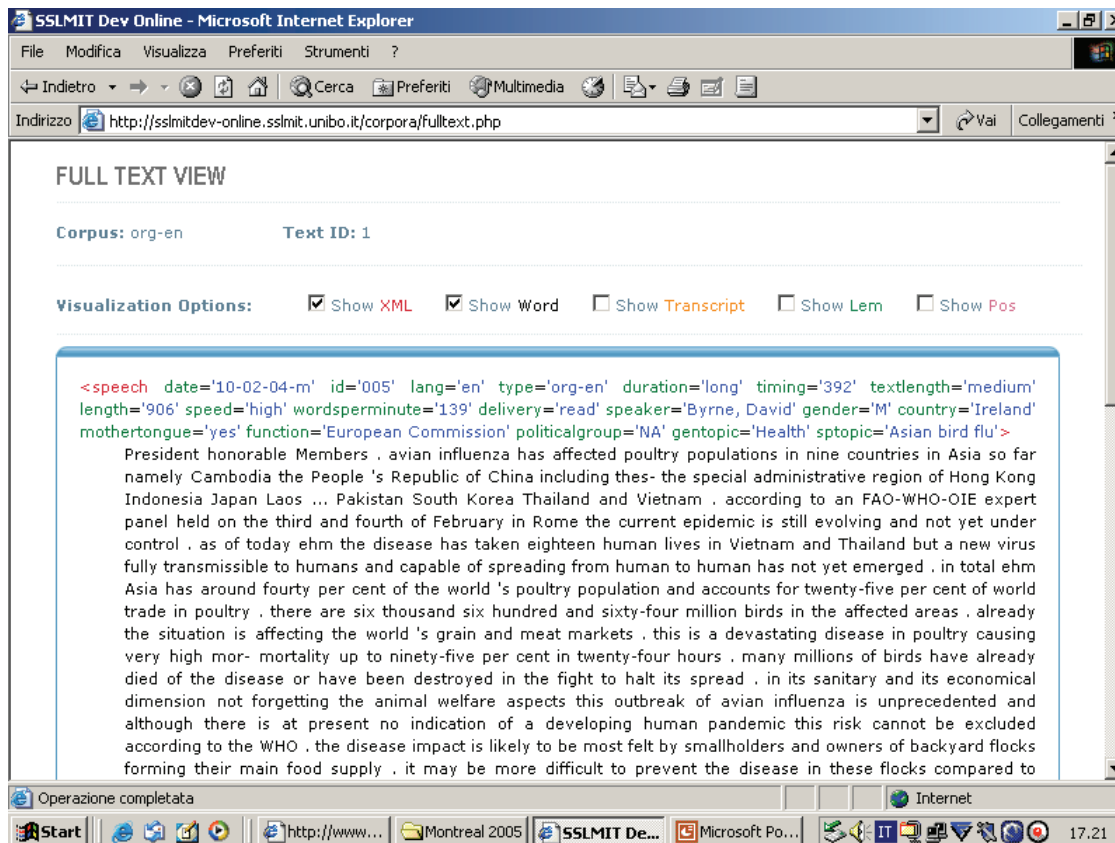 SSLMIT Dev Online - Microsoft Internet Explorer
File Modifica Visualizza Preferiti Strumenti ?
Indietro Cerca Preferiti Multimedia
Indirizzo http://sslmitdev-online.sslmit.unibo.it/corpora/fulltext.php Vai Collegamenti
FULL TEXT VIEW
Corpus: org-en Text ID: 1
Visualization Options: Show XML Show Word Show Transcript Show Lem Show Pos
<speech date='10-02-04-m' id='005' lang='en' type='org-en' duration='long' timing='392' textlength='medium'
length='906' speed='high' wordsperminute='139' delivery='read' speaker='Byrne, David' gender='M' country='Ireland'
mothertongue='yes' function='European Commission' politicalgroup='NA' gentopic='Health' sptopic='Asian bird flu'>
President honorable Members . avian influenza has affected poultry populations in nine countries in Asia so far
namely Cambodia the People 's Republic of China including thes- the special administrative region of Hong Kong
Indonesia Japan Laos ... Pakistan South Korea Thailand and Vietnam . according to an FAO-WHO-OIE expert
panel held on the third and fourth of February in Rome the current epidemic is still evolving and not yet under
control . as of today ehm the disease has taken eighteen human lives in Vietnam and Thailand but a new virus
fully transmissible to humans and capable of spreading from human to human has not yet emerged . in total ehm
Asia has around fourty per cent of the world 's poultry population and accounts for twenty-five per cent of world
trade in poultry . there are six thousand six hundred and sixty-four million birds in the affected areas . already
the situation is affecting the world 's grain and meat markets . this is a devastating disease in poultry causing
very high mor- mortality up to ninety-five per cent in twenty-four hours . many millions of birds have already
died of the disease or have been destroyed in the fight to halt its spread . in its sanitary and its economical
dimension not forgetting the animal welfare aspects this outbreak of avian influenza is unprecedented and
although there is at present no indication of a developing human pandemic this risk cannot be excluded
according to the WHO . the disease impact is likely to be most felt by smallholders and owners of backyard flocks
forming their main food supply . it may be more difficult to prevent the disease in these flocks compared to
Operazione completata Internet
Start http://www... Montreal 2005 SSLMIT De... Microsoft Po... IT 17.21